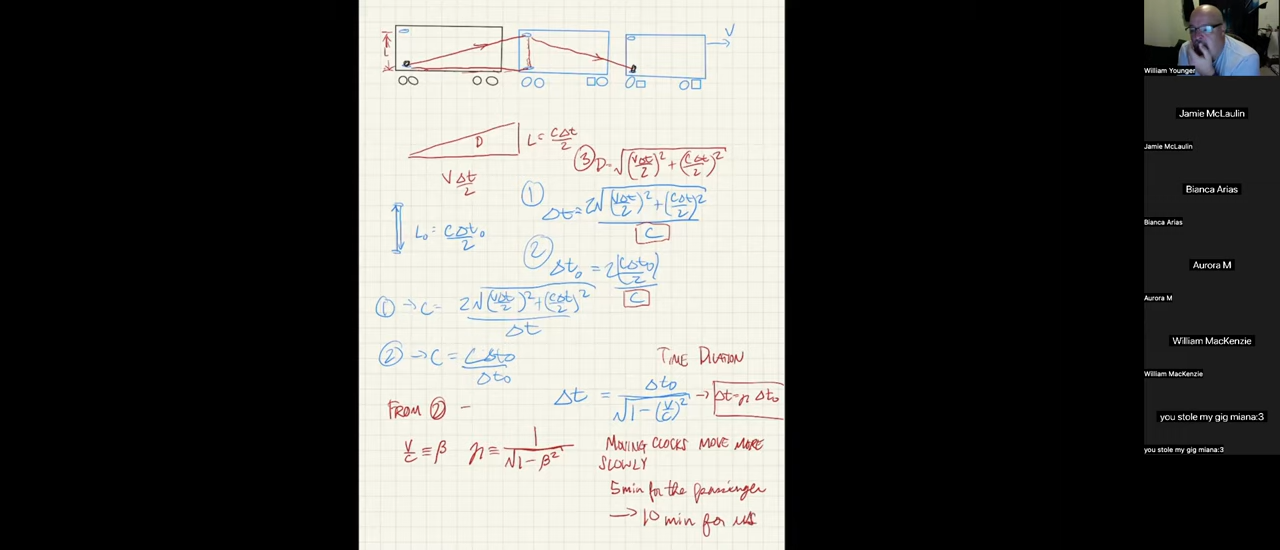 V
L
D
L = CΔt/2
VΔt/2
③ D = √((VΔt/2)² + (CΔt/2)²)
① Δt = 2√((VΔt/2)² + (CΔt/2)²) / C
L₀ = CΔt₀/2
② Δt₀ = 2(CΔt₀/2) / C
① → C = 2√((VΔt/2)² + (CΔt/2)²) / Δt
② → C = CΔt₀/Δt₀
TIME DILATION
Δt = Δt₀/√(1 - (V/C)²) → Δt = γ Δt₀
FROM ② -
V/C ≡ β γ ≡ 1/√(1 - β²)
MOVING CLOCKS MOVE MORE
SLOWLY
5 min for the passenger
→ 10 min for us
William Younger
Jamie McLaulin
Jamie McLaulin
Bianca Arias
Bianca Arias
Aurora M
Aurora M
William MacKenzie
William MacKenzie
you stole my gig miana:3
you stole my gig miana:3